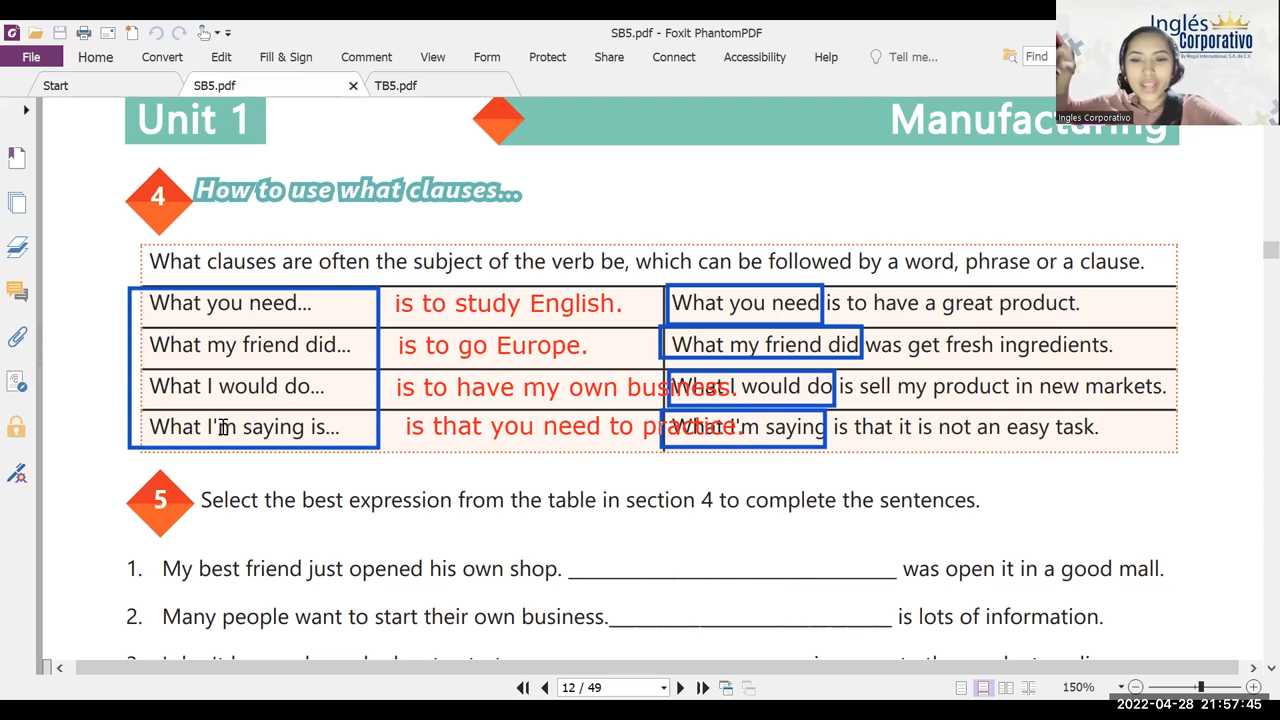 SB5.pdf - Foxit PhantomPDF
File Home Convert Edit Fill & Sign Comment View Form Protect Share Connect Accessibility Help Tell me... Find
Inglés
Corporativo
By Regal International, S.A. de C.V.
Ingles Corporativo
Start SB5.pdf TB5.pdf
Unit 1 Manufacturing
4 How to use what clauses...
What clauses are often the subject of the verb be, which can be followed by a word, phrase or a clause.
What you need... is to study English. What you need is to have a great product.
What my friend did... is to go Europe. What my friend did was get fresh ingredients.
What I would do... is to have my own business. What I would do is sell my product in new markets.
What I'm saying is... is that you need to practice. What I'm saying is that it is not an easy task.
5 Select the best expression from the table in section 4 to complete the sentences.
1. My best friend just opened his own shop. ____________________________ was open it in a good mall.
2. Many people want to start their own business.________________________ is lots of information.
12 / 49
150%
2022-04-28 21:57:45